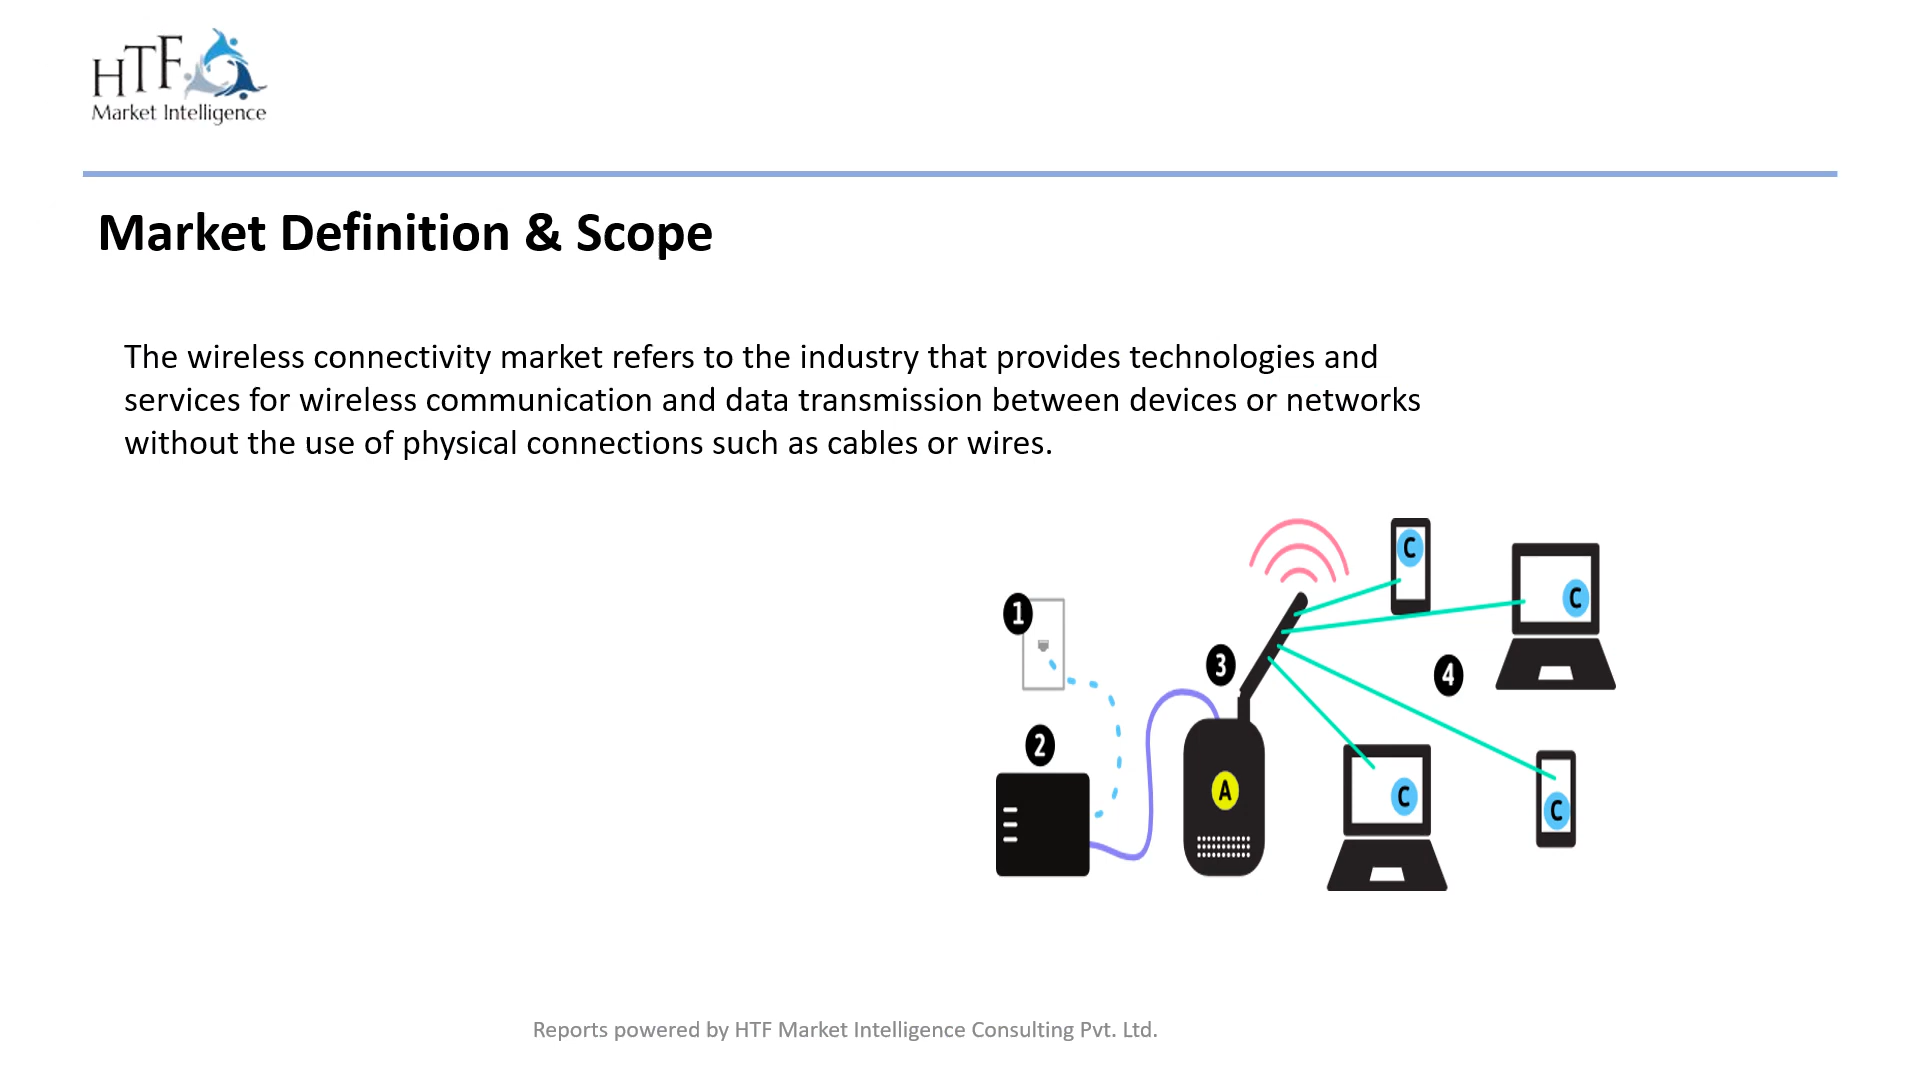 HTF
Market Intelligence
Market Definition & Scope
The wireless connectivity market refers to the industry that provides technologies and
services for wireless communication and data transmission between devices or networks
without the use of physical connections such as cables or wires.
C
C
1
3
4
2
A
C
C
Reports powered by HTF Market Intelligence Consulting Pvt. Ltd.